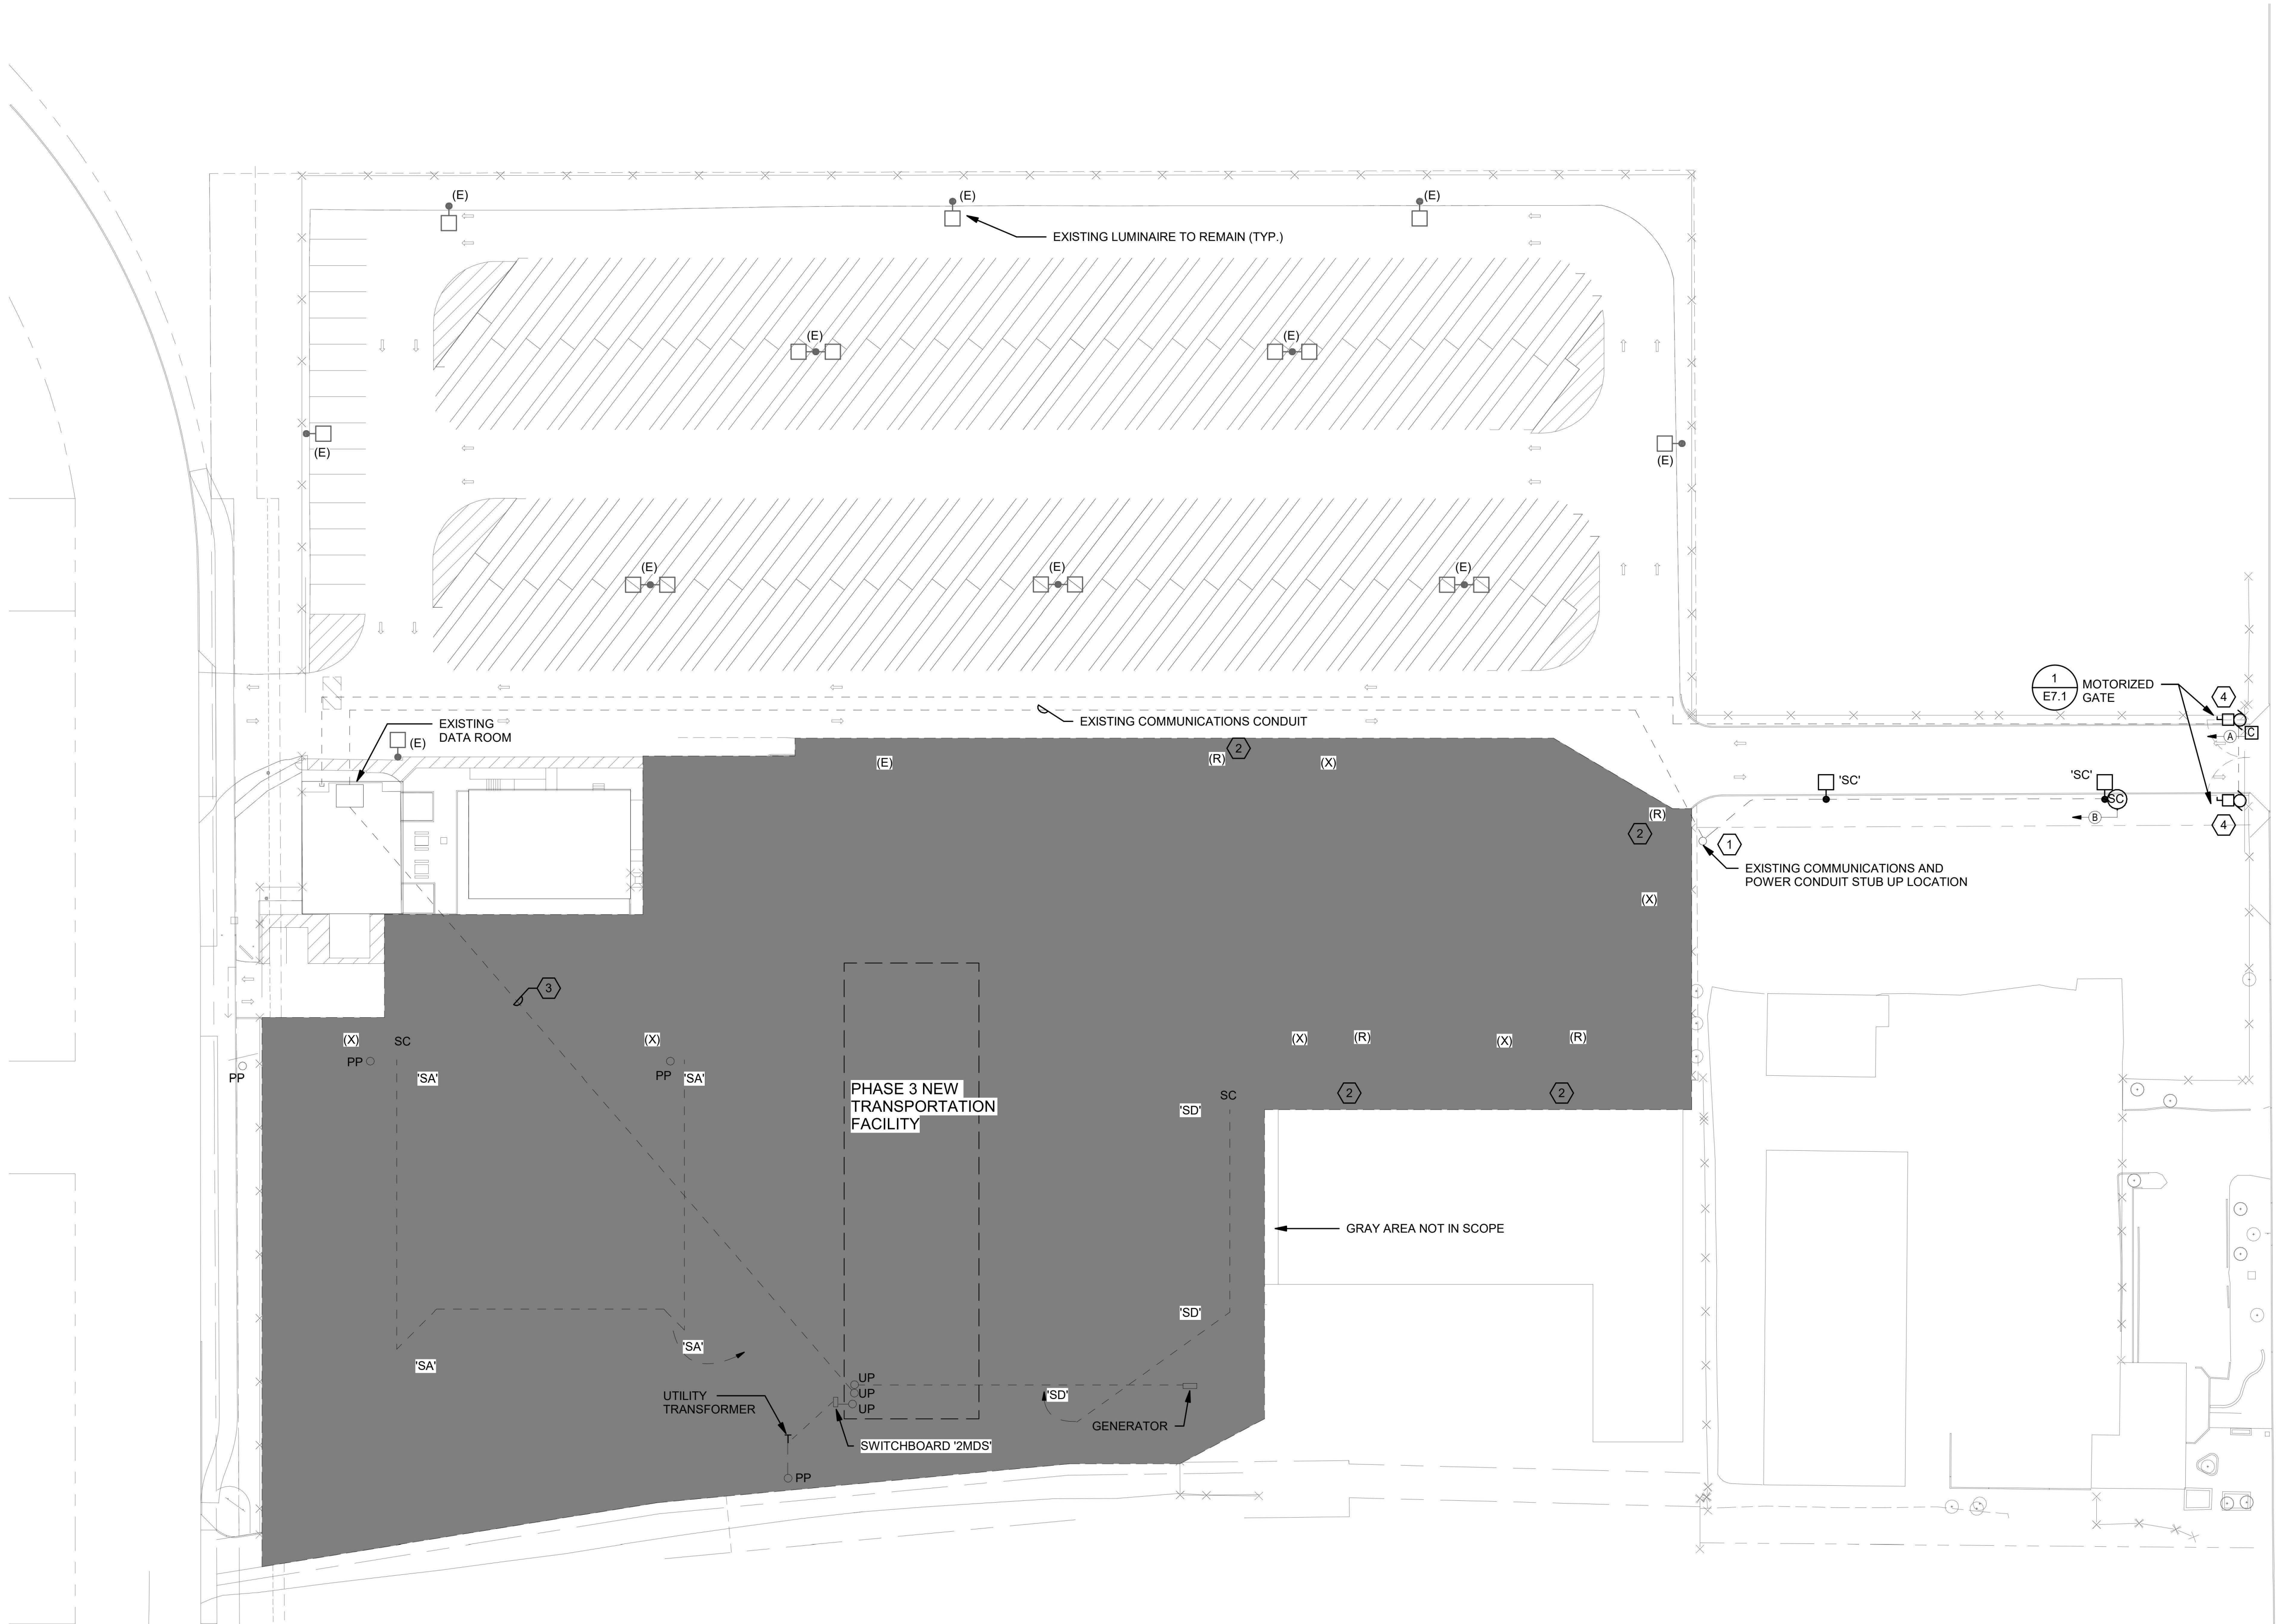 (E)
(E)
(E)
EXISTING LUMINAIRE TO REMAIN (TYP.)
(E)
(E)
(E)
(E)
(E)
(E)
(E)
1
E7.1
MOTORIZED
GATE
4
EXISTING
DATA ROOM
EXISTING COMMUNICATIONS CONDUIT
(E)
A
C
(E)
(R)
2
(X)
'SC'
'SC'
SC
B
4
(R)
2
1
EXISTING COMMUNICATIONS AND
POWER CONDUIT STUB UP LOCATION
(X)
3
(X)
SC
(X)
(X)
(R)
(X)
(R)
PP
PP
PP
'SA'
'SA'
PHASE 3 NEW
TRANSPORTATION
FACILITY
'SD'
SC
2
2
GRAY AREA NOT IN SCOPE
'SD'
'SA'
'SA'
UP
UP
UP
UTILITY
TRANSFORMER
'SD'
GENERATOR
SWITCHBOARD '2MDS'
T
PP